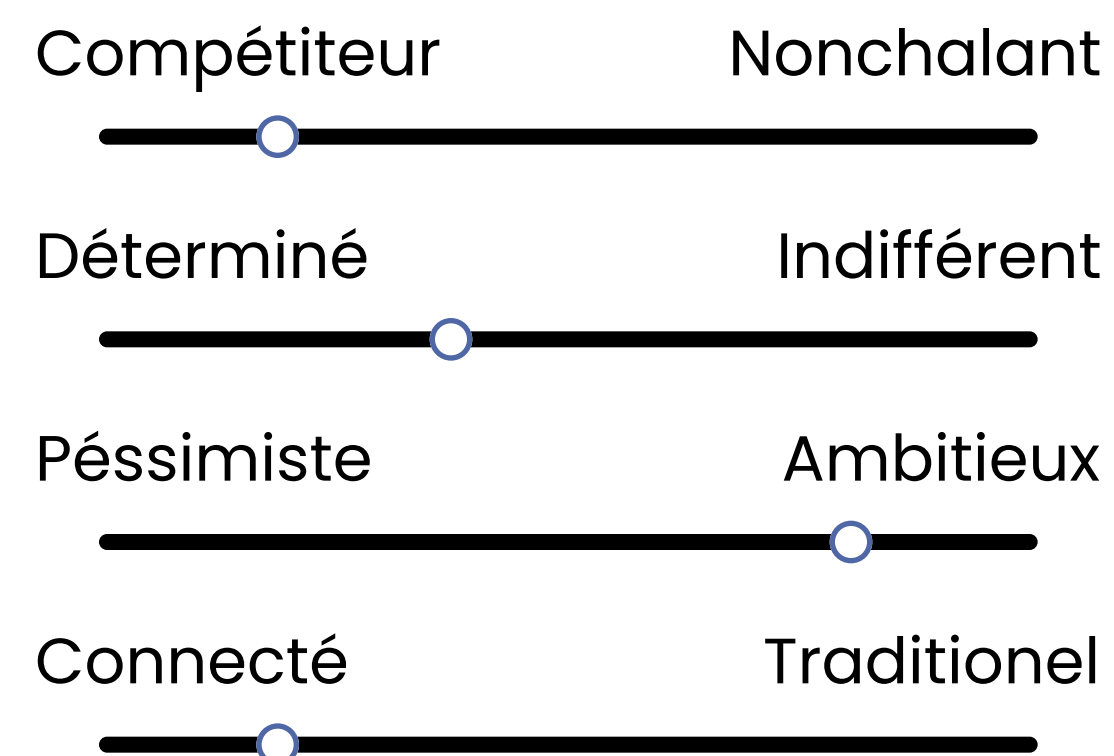 Compétiteur Nonchalant
Déterminé Indifférent
Péssimiste Ambitieux
Connecté Traditionel